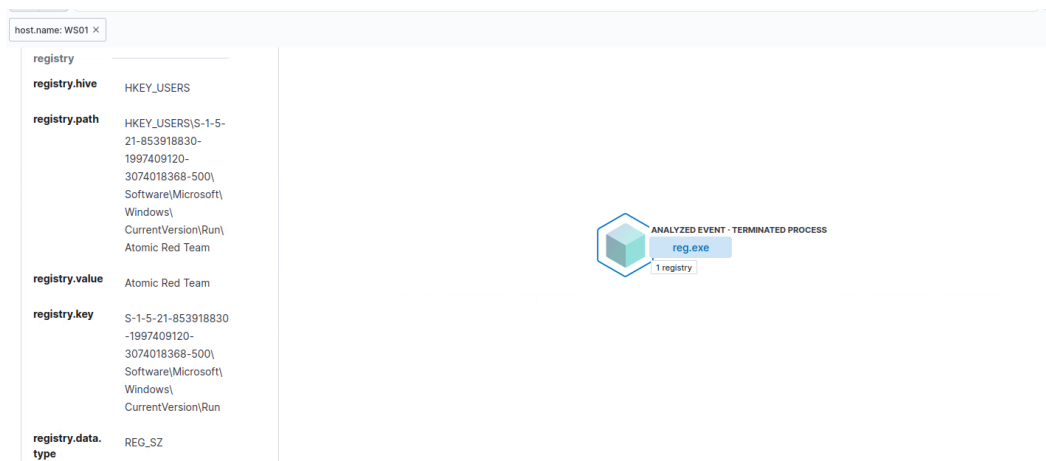 host.name: WS01 ×
registry
registry.hive
HKEY_USERS
registry.path
HKEY_USERS\S-1-5-
21-853918830-
1997409120-
3074018368-500\
Software\Microsoft\
Windows\
CurrentVersion\Run\
Atomic Red Team
registry.value
Atomic Red Team
registry.key
S-1-5-21-853918830
-1997409120-
3074018368-500\
Software\Microsoft\
Windows\
CurrentVersion\Run
registry.data.
type
REG_SZ
ANALYZED EVENT · TERMINATED PROCESS
reg.exe
1 registry